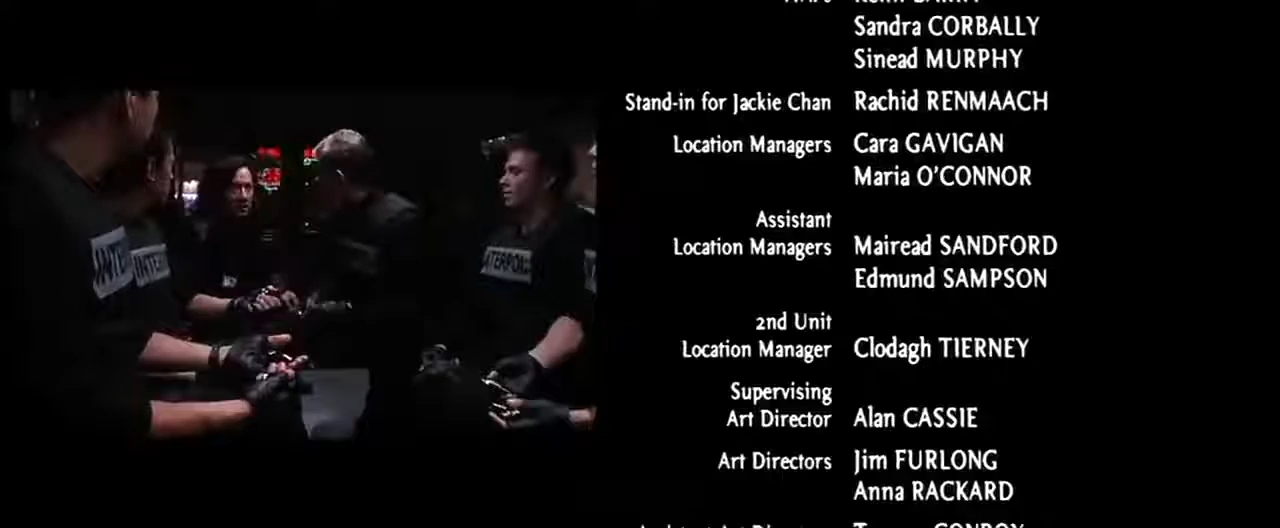 Sandra CORBALLY
Sinead MURPHY
Stand-in for Jackie Chan Rachid RENMAACH
Location Managers Cara GAVIGAN
Maria O'CONNOR
Assistant
Location Managers Mairead SANDFORD
Edmund SAMPSON
2nd Unit
Location Manager Clodagh TIERNEY
Supervising
Art Director Alan CASSIE
Art Directors Jim FURLONG
Anna RACKARD